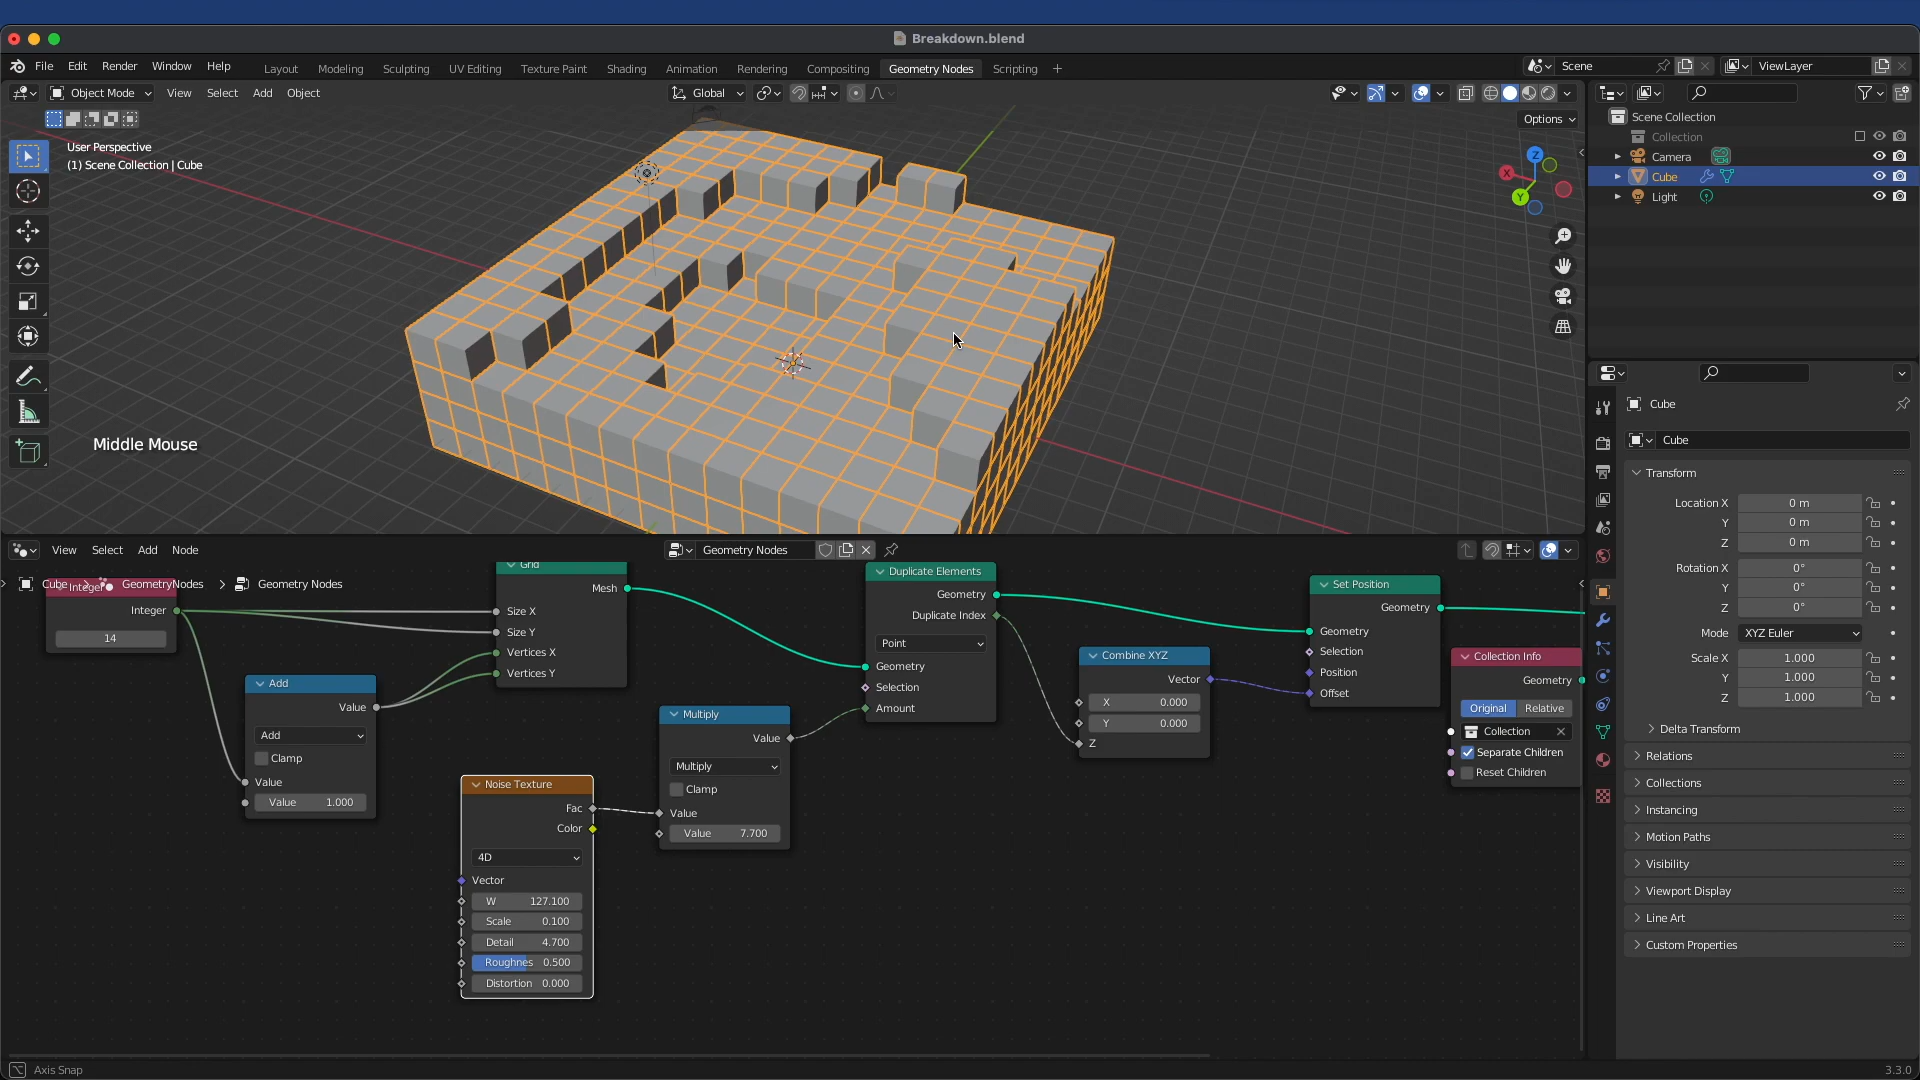 Breakdown.blend
File Edit Render Window Help
Layout Modeling Sculpting UV Editing Texture Paint Shading Animation Rendering Compositing Geometry Nodes Scripting +
Scene
ViewLayer
Object Mode
View Select Add Object
Global
Options
User Perspective
(1) Scene Collection | Cube
X
Y
Z
Middle Mouse
Scene Collection
Collection
Camera
Cube
Light
View Select Add Node
Geometry Nodes
Cube > GeometryNodes > Geometry Nodes
Integer
Integer
14
Add
Value
Add
Clamp
Value
Value 1.000
Grid
Mesh
Size X
Size Y
Vertices X
Vertices Y
Noise Texture
Fac
Color
4D
Vector
W 127.100
Scale 0.100
Detail 4.700
Roughnes 0.500
Distortion 0.000
Multiply
Value
Multiply
Clamp
Value
Value 7.700
Duplicate Elements
Geometry
Duplicate Index
Point
Geometry
Selection
Amount
Combine XYZ
Vector
X 0.000
Y 0.000
Z
Set Position
Geometry
Geometry
Selection
Position
Offset
Collection Info
Geometry
Original Relative
Collection
Separate Children
Reset Children
Cube
Cube
Transform
Location X 0 m
Y 0 m
Z 0 m
Rotation X 0°
Y 0°
Z 0°
Mode XYZ Euler
Scale X 1.000
Y 1.000
Z 1.000
Delta Transform
Relations
Collections
Instancing
Motion Paths
Visibility
Viewport Display
Line Art
Custom Properties
Axis Snap
3.3.0